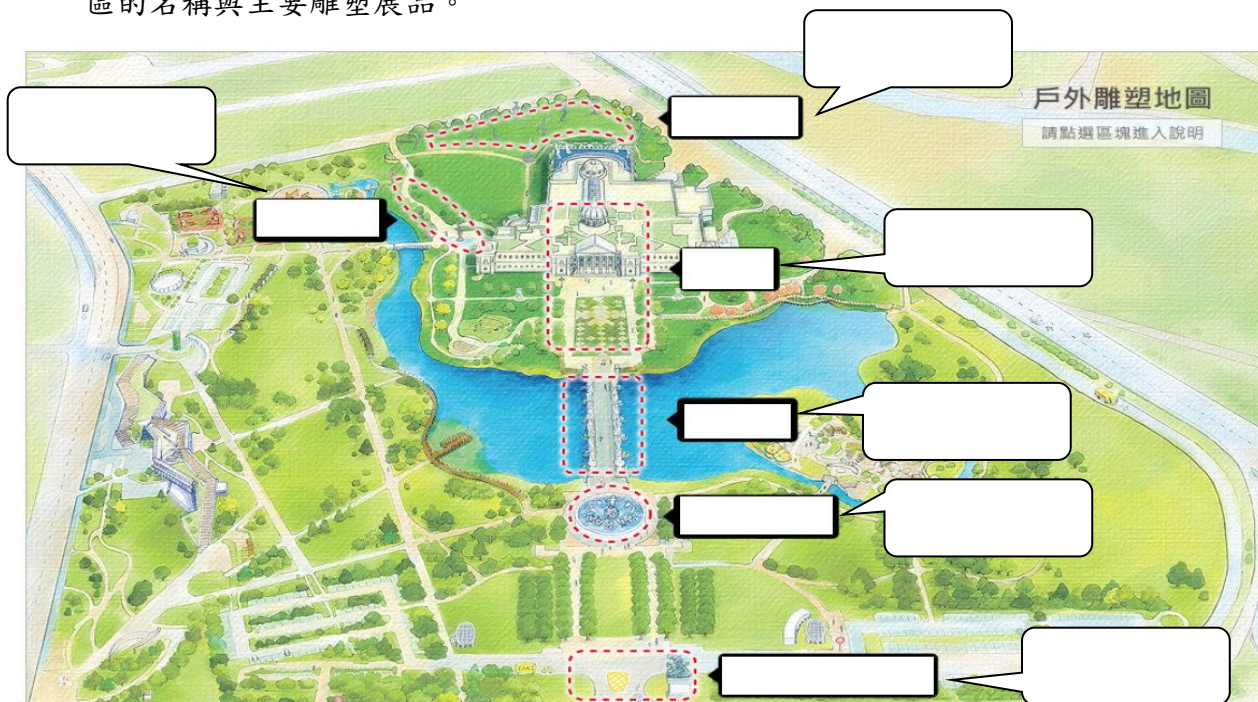 區的名稱與主要雕塑展品。
戶外雕塑地圖
請點選區塊進入說明